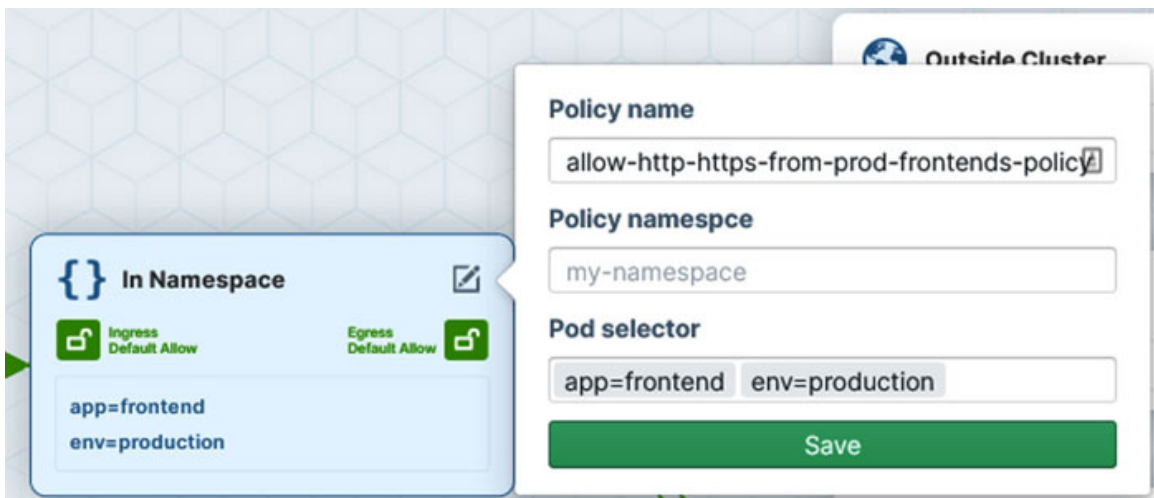 Outside Cluster
Policy name
allow-http-https-from-prod-frontends-policy
Policy namespce
my-namespace
Pod selector
app=frontend env=production
Save
{} In Namespace
Ingress
Default Allow
Egress
Default Allow
app=frontend
env=production